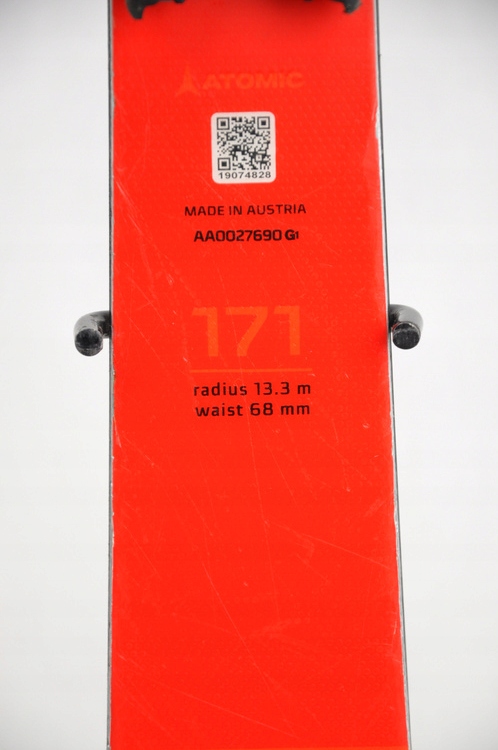 ATOMIC
19074828
MADE IN AUSTRIA
AA0027690 G1
171
radius 13.3 m
waist 68 mm